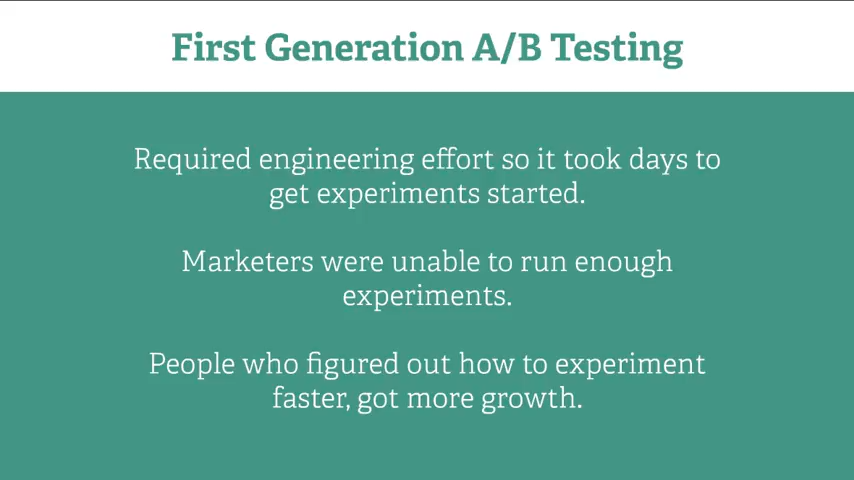 First Generation A/B Testing
Required engineering effort so it took days to
get experiments started.
Marketers were unable to run enough
experiments.
People who figured out how to experiment
faster, got more growth.